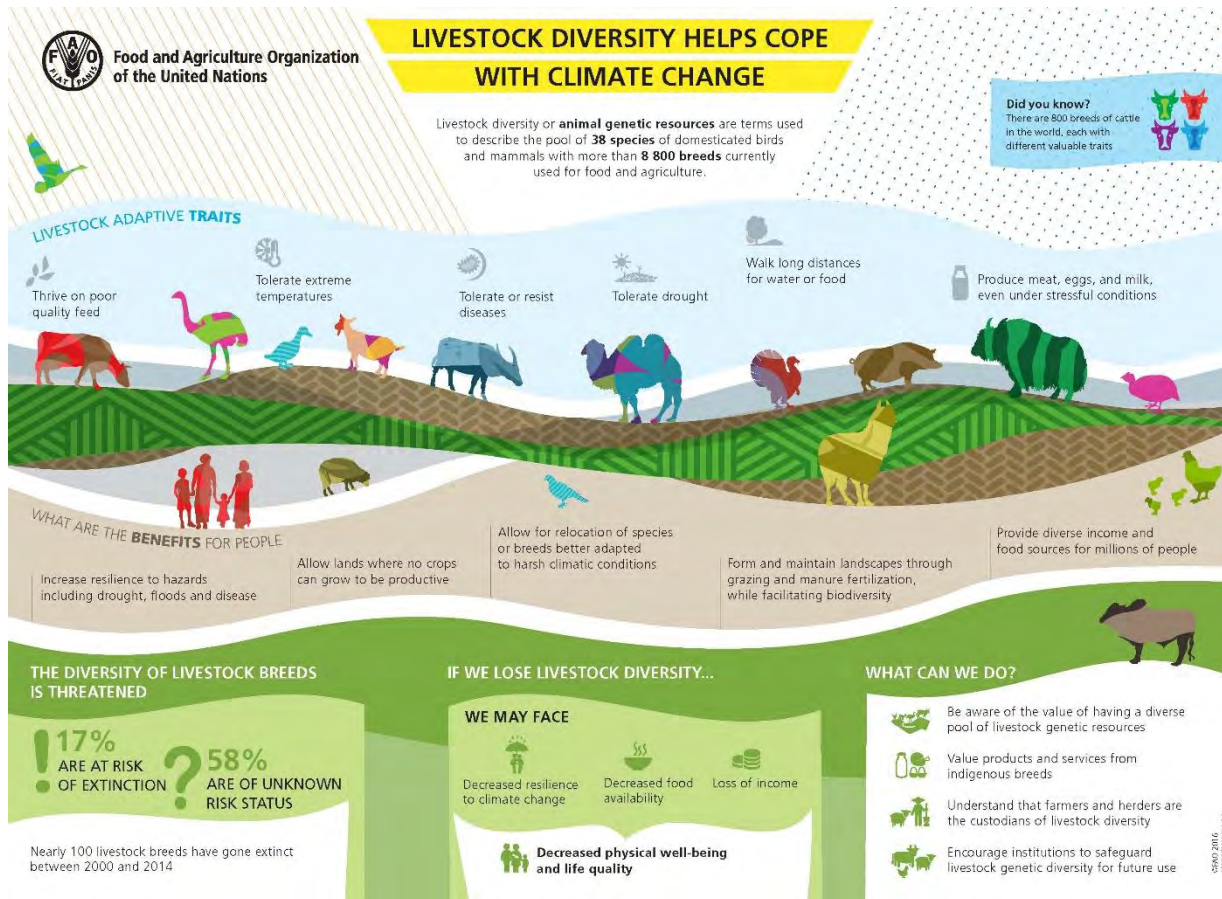 FAO
FIAT PANIS
Food and Agriculture Organization
of the United Nations
LIVESTOCK DIVERSITY HELPS COPE
WITH CLIMATE CHANGE
Livestock diversity or animal genetic resources are terms used
to describe the pool of 38 species of domesticated birds
and mammals with more than 8 800 breeds currently
used for food and agriculture.
Did you know?
There are 800 breeds of cattle
in the world, each with
different valuable traits
LIVESTOCK ADAPTIVE TRAITS
Thrive on poor
quality feed
Tolerate extreme
temperatures
Tolerate or resist
diseases
Tolerate drought
Walk long distances
for water or food
Produce meat, eggs, and milk,
even under stressful conditions
WHAT ARE THE BENEFITS FOR PEOPLE
Increase resilience to hazards
including drought, floods and disease
Allow lands where no crops
can grow to be productive
Allow for relocation of species
or breeds better adapted
to harsh climatic conditions
Form and maintain landscapes through
grazing and manure fertilization,
while facilitating biodiversity
Provide diverse income and
food sources for millions of people
THE DIVERSITY OF LIVESTOCK BREEDS
IS THREATENED
! 17%
ARE AT RISK
OF EXTINCTION
? 58%
ARE OF UNKNOWN
RISK STATUS
Nearly 100 livestock breeds have gone extinct
between 2000 and 2014
IF WE LOSE LIVESTOCK DIVERSITY...
WE MAY FACE
Decreased resilience
to climate change
Decreased food
availability
Loss of income
Decreased physical well-being
and life quality
WHAT CAN WE DO?
Be aware of the value of having a diverse
pool of livestock genetic resources
Value products and services from
indigenous breeds
Understand that farmers and herders are
the custodians of livestock diversity
Encourage institutions to safeguard
livestock genetic diversity for future use
©FAO 2016